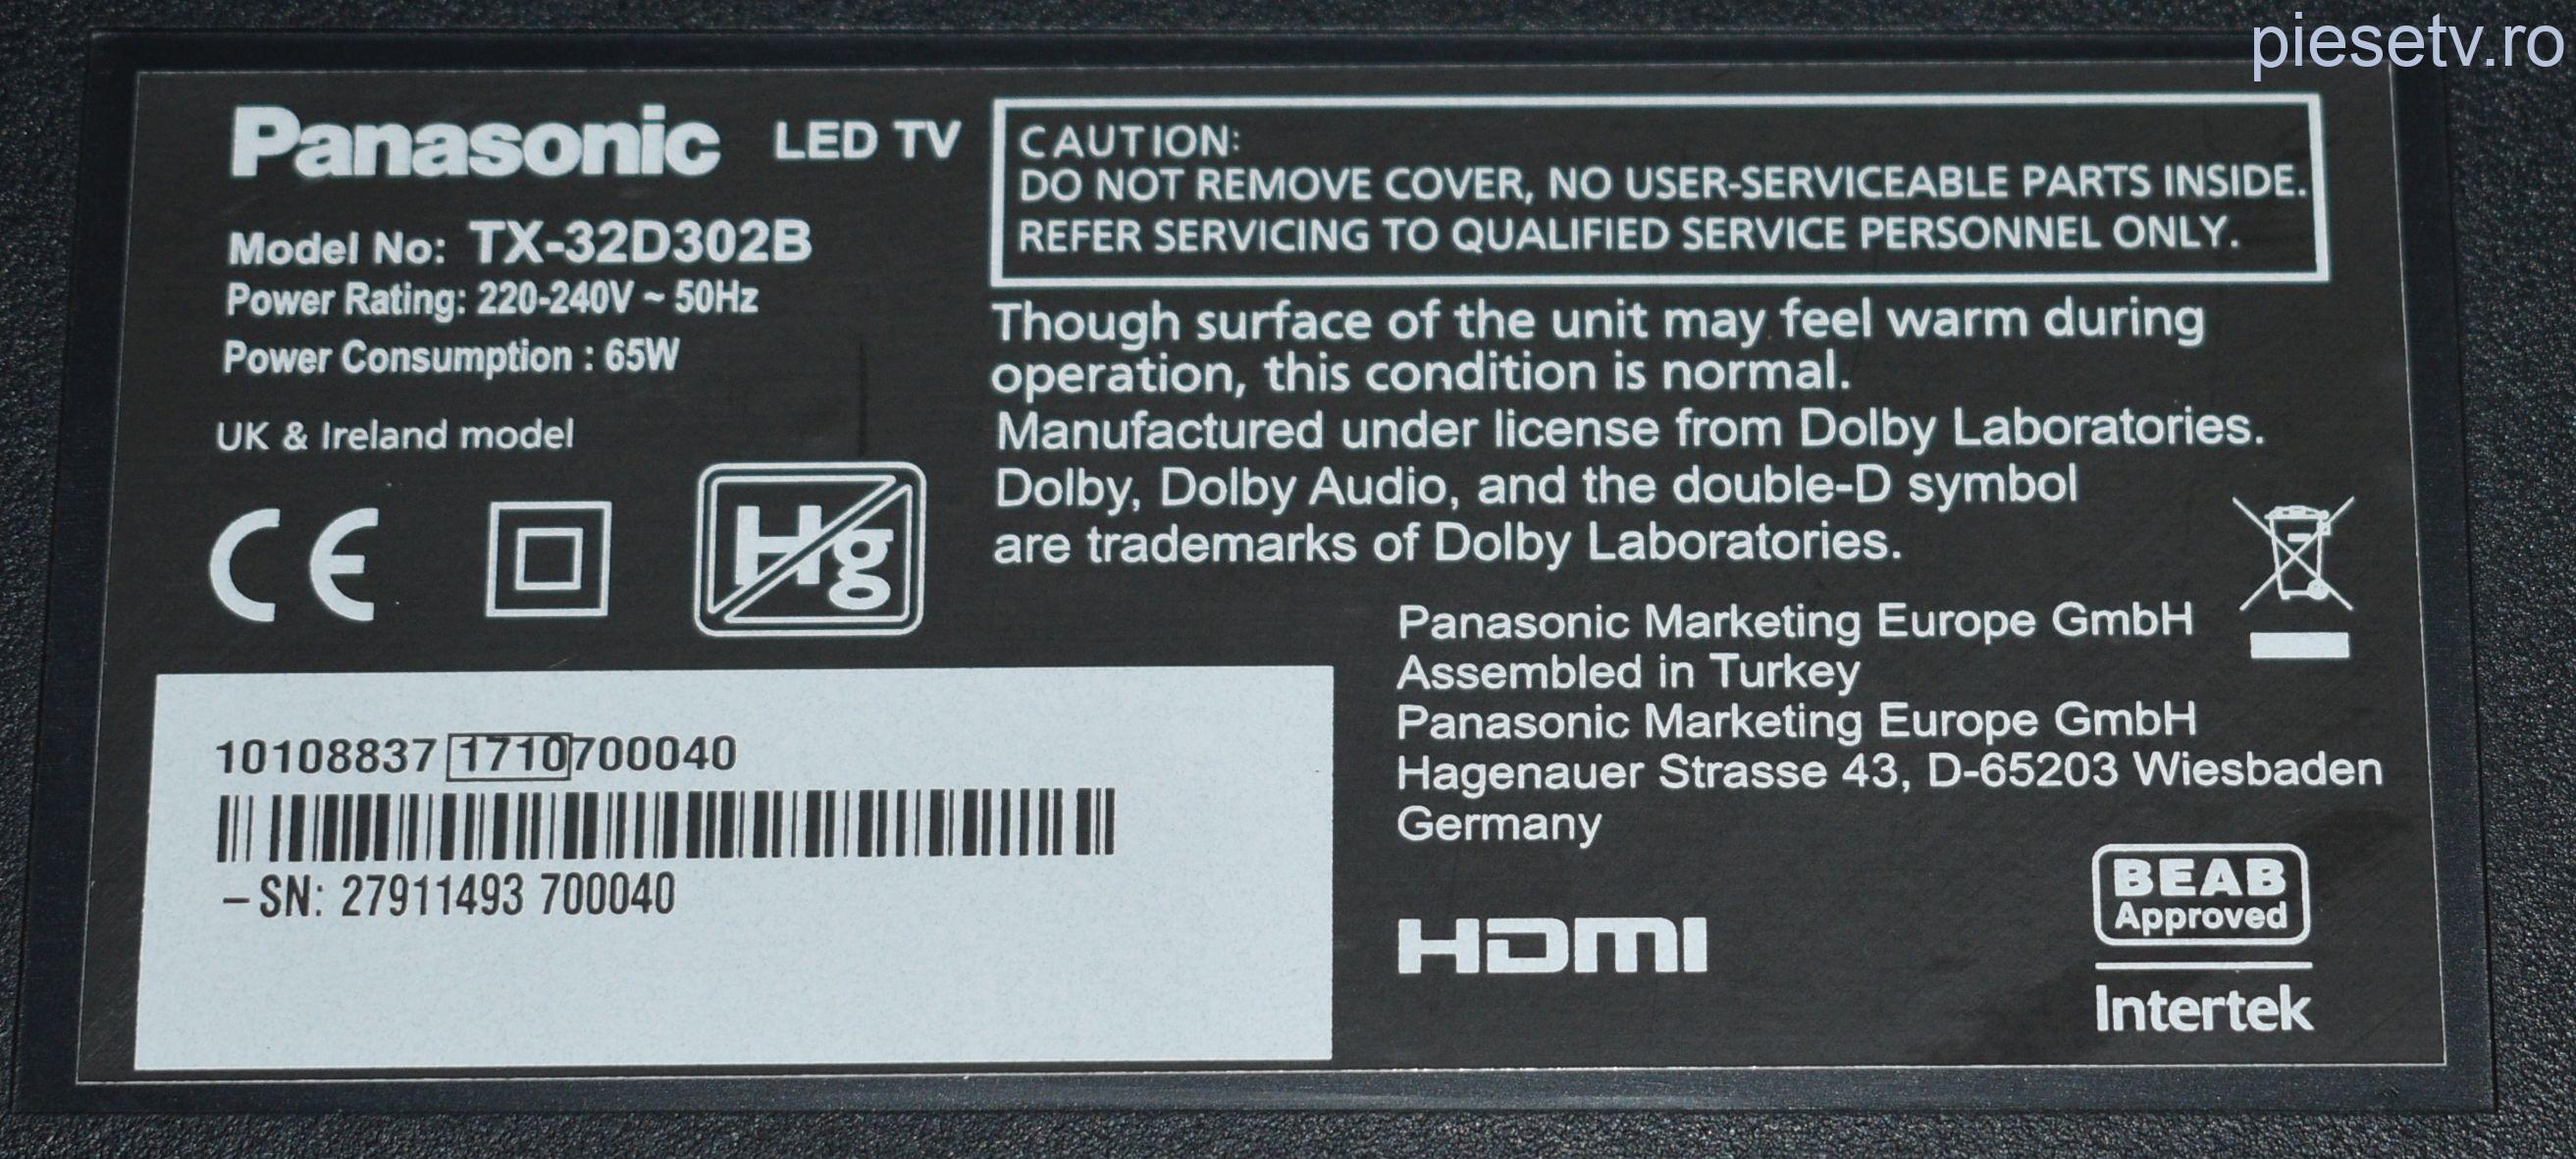 piesetv.ro
Panasonic LED TV
Model No: TX-32D302B
Power Rating: 220-240V ~ 50Hz
Power Consumption : 65W
UK & Ireland model
CE
Hg
CAUTION:
DO NOT REMOVE COVER, NO USER-SERVICEABLE PARTS INSIDE.
REFER SERVICING TO QUALIFIED SERVICE PERSONNEL ONLY.
Though surface of the unit may feel warm during
operation, this condition is normal.
Manufactured under license from Dolby Laboratories.
Dolby, Dolby Audio, and the double-D symbol
are trademarks of Dolby Laboratories.
Panasonic Marketing Europe GmbH
Assembled in Turkey
Panasonic Marketing Europe GmbH
Hagenauer Strasse 43, D-65203 Wiesbaden
Germany
10108837 1710 700040
–SN: 27911493 700040
HDMI
BEAB
Approved
Intertek